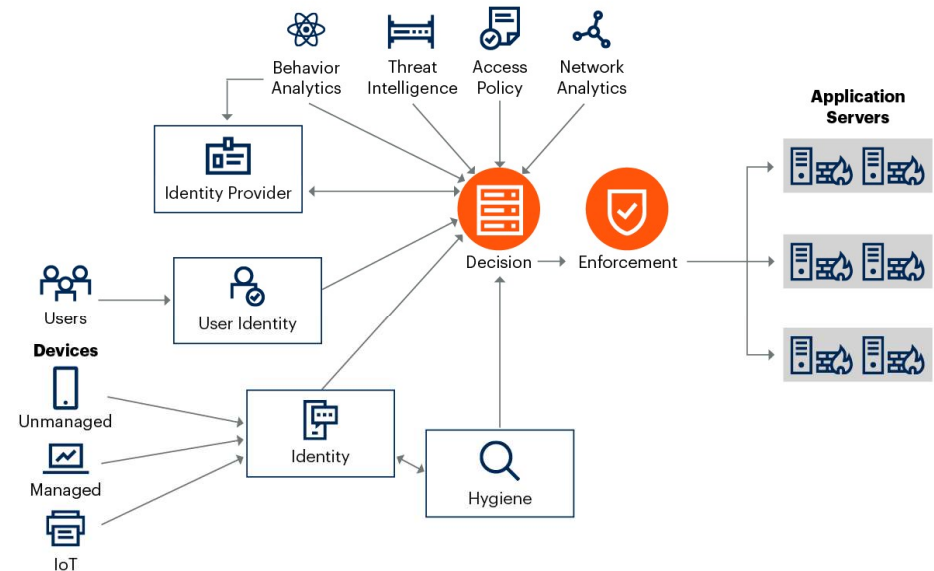 Behavior
Analytics
Threat
Intelligence
Access
Policy
Network
Analytics
Application
Servers
Identity Provider
Decision
Enforcement
Users
User Identity
Devices
Unmanaged
Identity
Managed
Hygiene
IoT